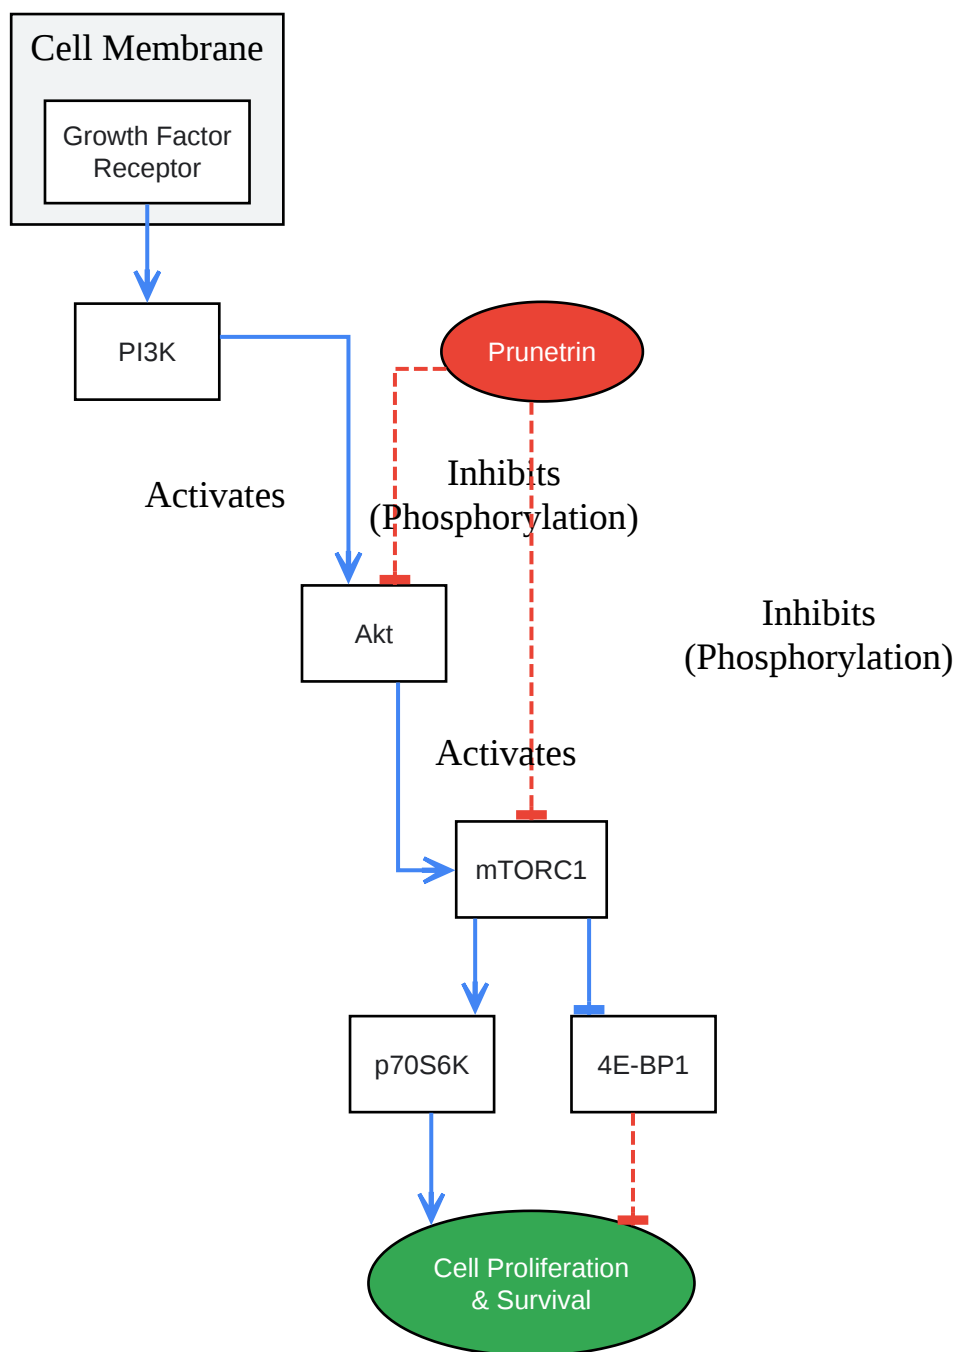 Cell Membrane
Growth Factor
Receptor
PI3K
Prunetrin
Activates
Inhibits
(Phosphorylation)
Akt
Inhibits
(Phosphorylation)
Activates
mTORC1
p70S6K
4E-BP1
Cell Proliferation
& Survival